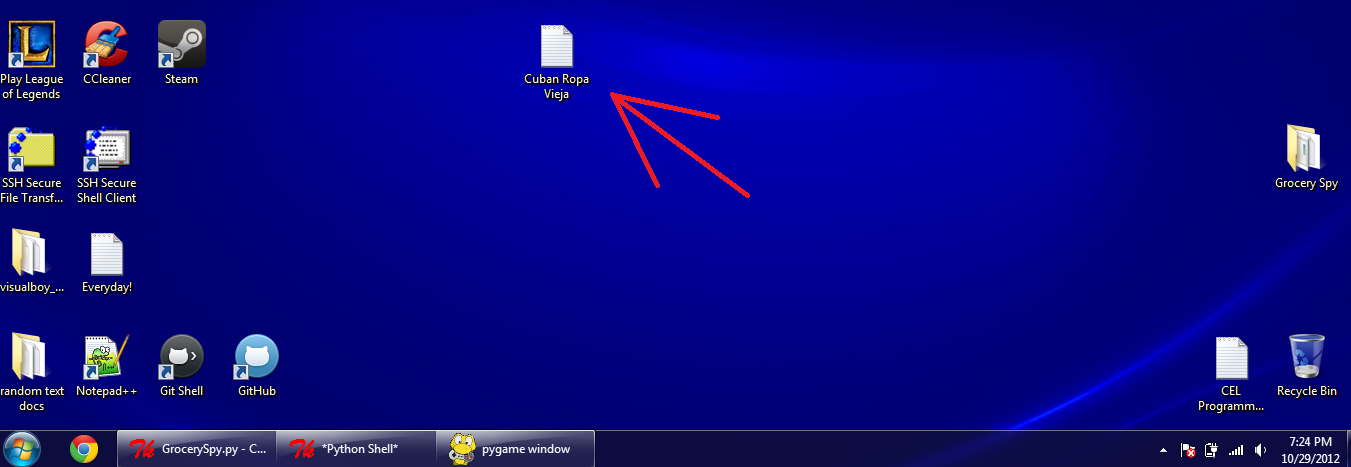 Play League
of Legends
CCleaner
Steam
Cuban Ropa
Vieja
SSH Secure
File Transf...
SSH Secure
Shell Client
Grocery Spy
visualboy_...
Everyday!
random text
docs
Notepad++
Git Shell
GitHub
CEL
Programm...
Recycle Bin
GrocerySpy.py - C...
*Python Shell*
pygame window
7:24 PM
10/29/2012